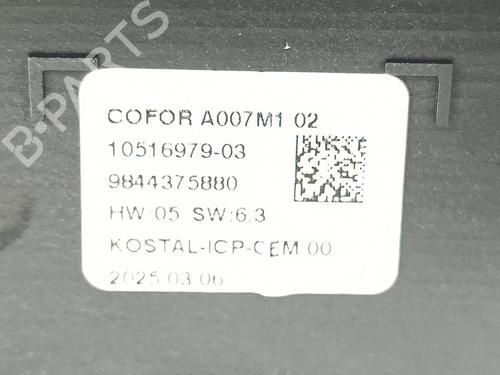 B-PARTS
COFOR A007M1 02
10516979-03
9844375880
HW:05 SW:6.3
KOSTAL-ICP-CEM 00
2025.03.06